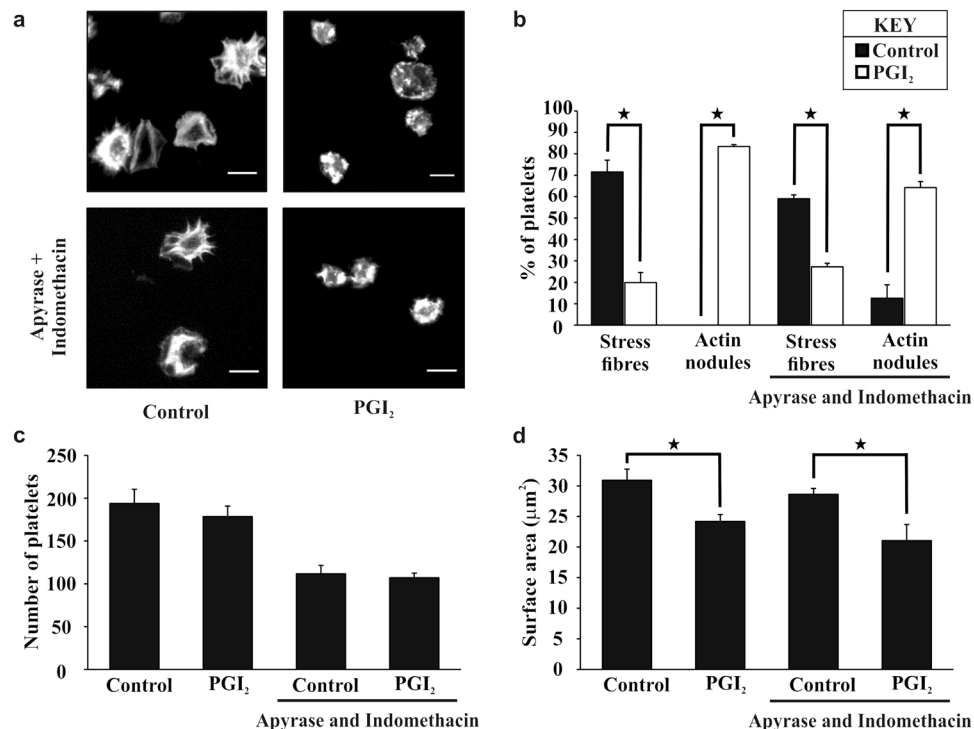 a
Apyrase +
Indomethacin
Control
PGI₂
b
KEY
Control
PGI₂
% of platelets
100
90
80
70
60
50
40
30
20
10
0
★ ★ ★ ★
Stress fibres
Actin nodules
Stress fibres
Actin nodules
Apyrase and Indomethacin
c
Number of platelets
250
200
150
100
50
0
Control PGI₂ Control PGI₂
Apyrase and Indomethacin
d
Surface area (μm²)
35
30
25
20
15
10
5
0
★ ★
Control PGI₂ Control PGI₂
Apyrase and Indomethacin